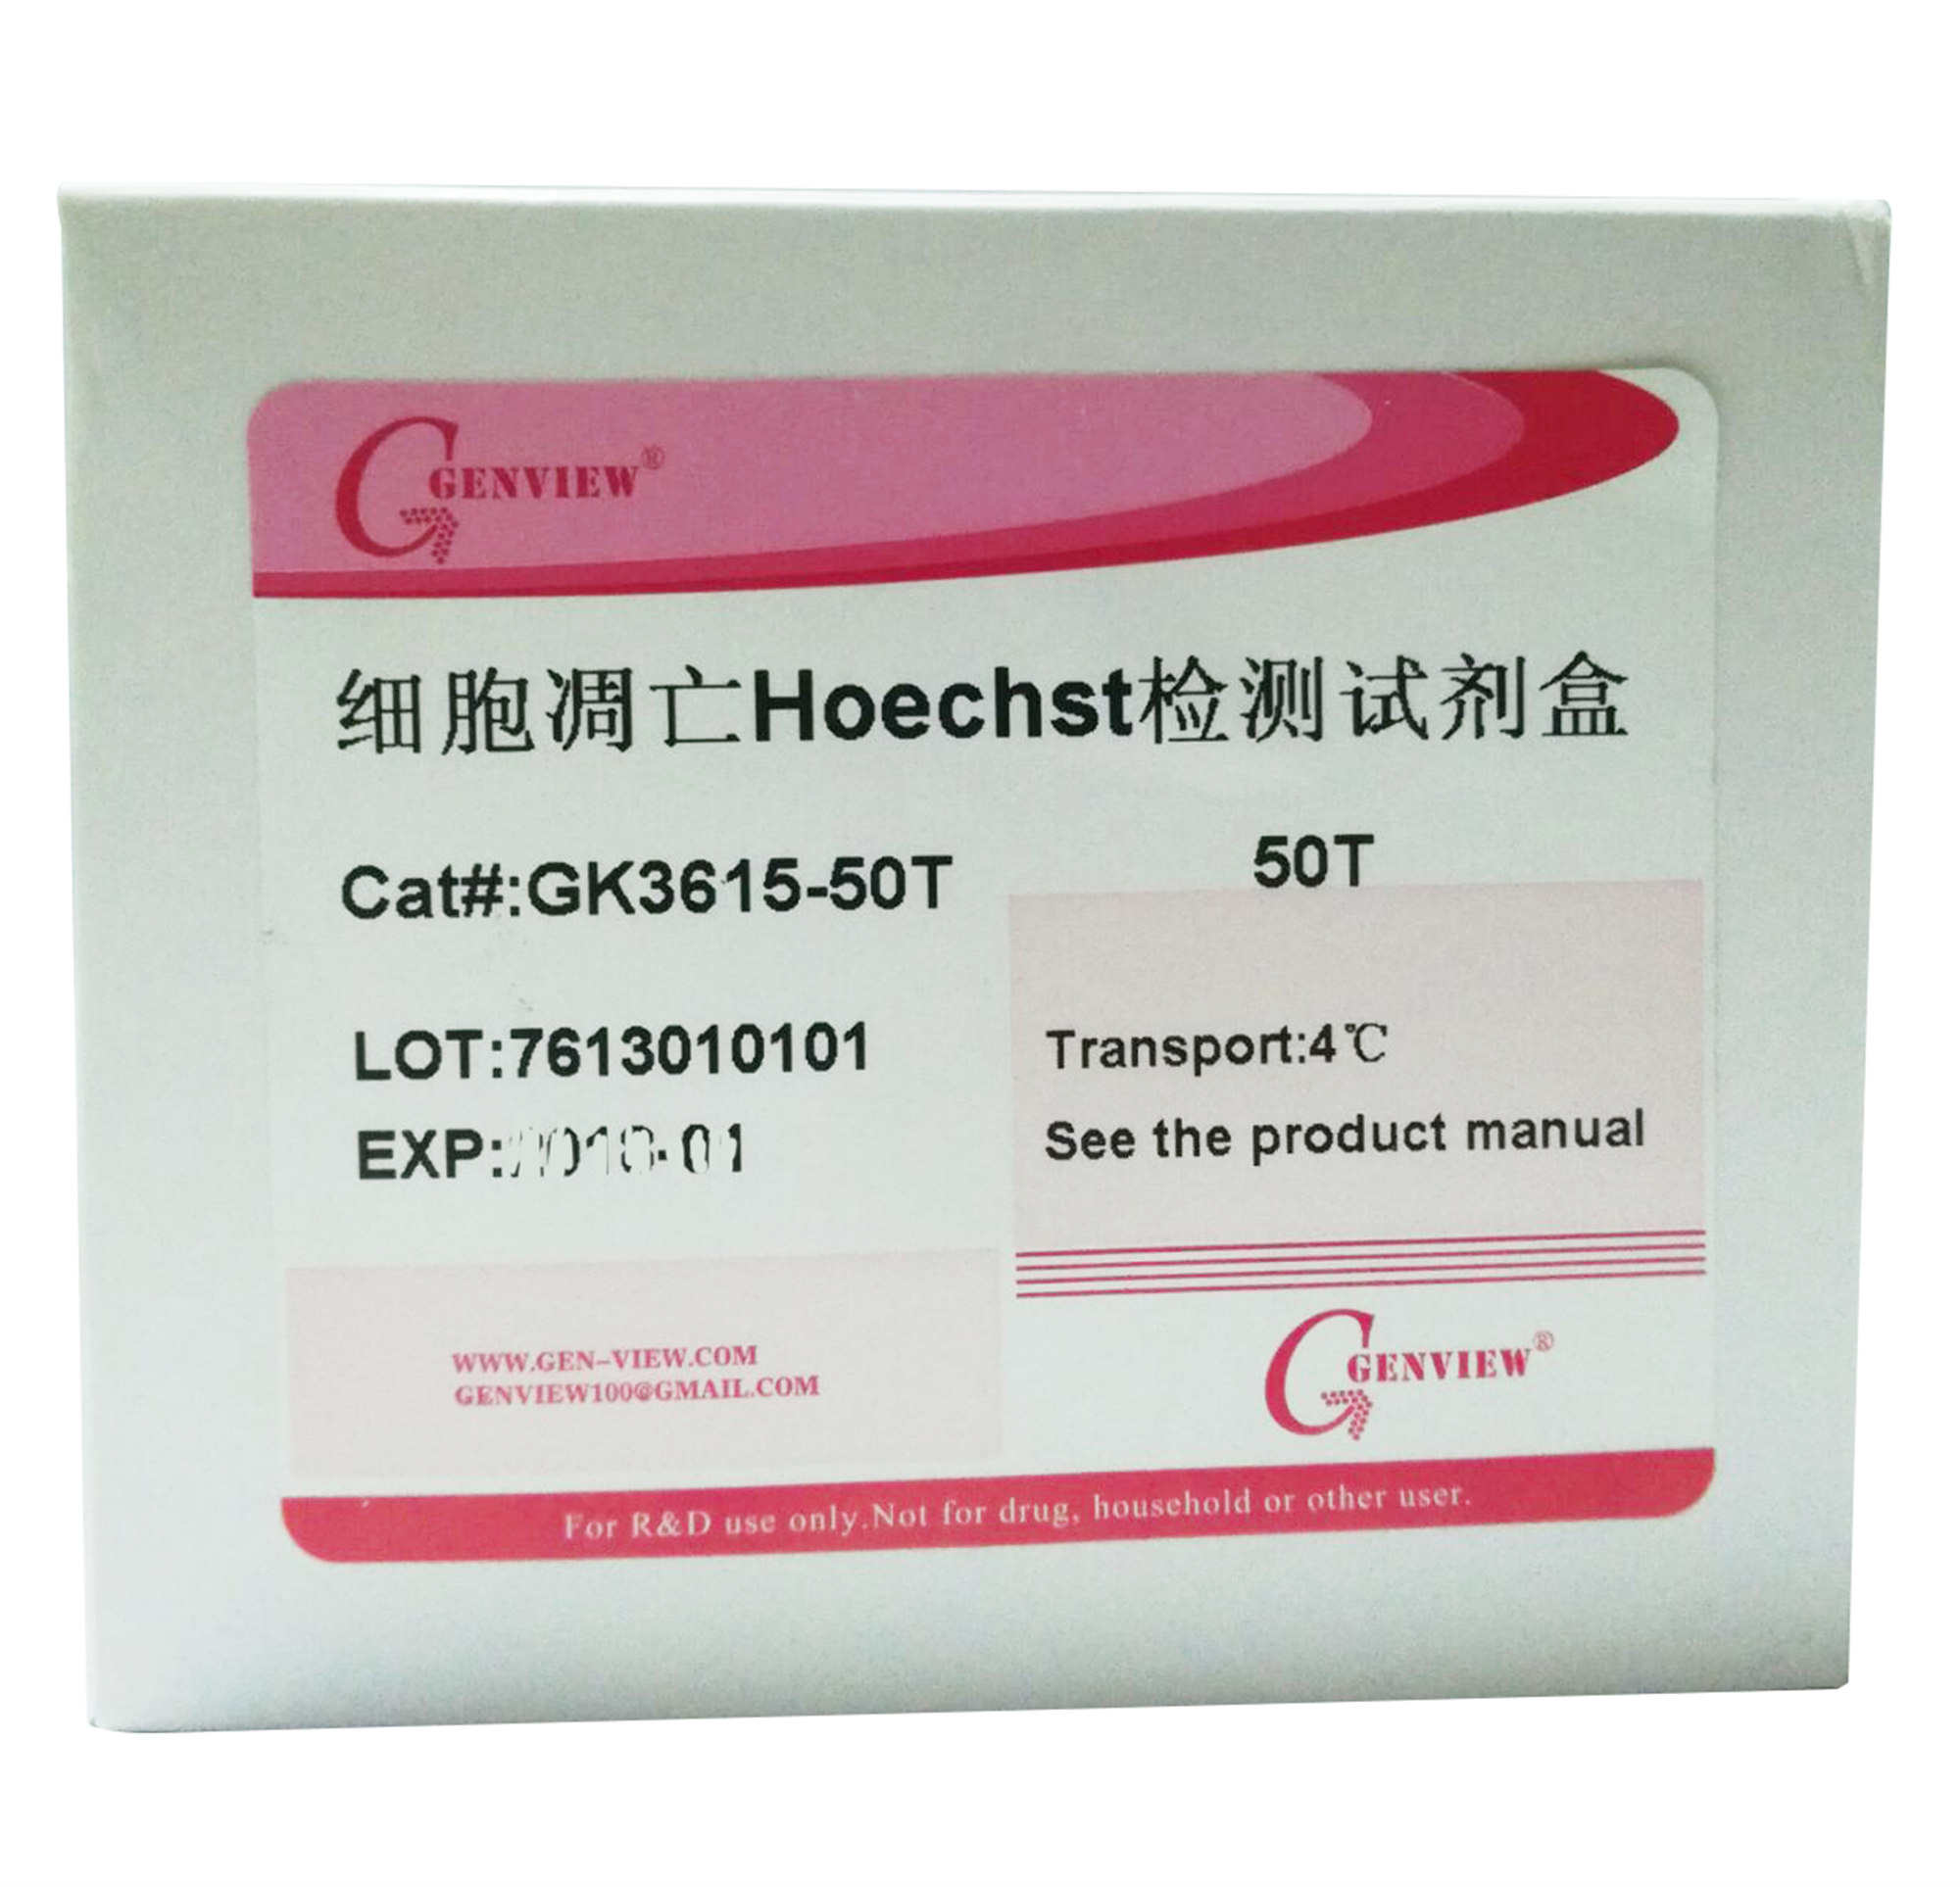 GENVIEW®
细胞凋亡Hoechst检测试剂盒
Cat#:GK3615-50T
50T
LOT:7613010101
EXP:
Transport:4℃
See the product manual
WWW.GEN-VIEW.COM
GENVIEW100@GMAIL.COM
GENVIEW®
For R&D use only.Not for drug, household or other user.